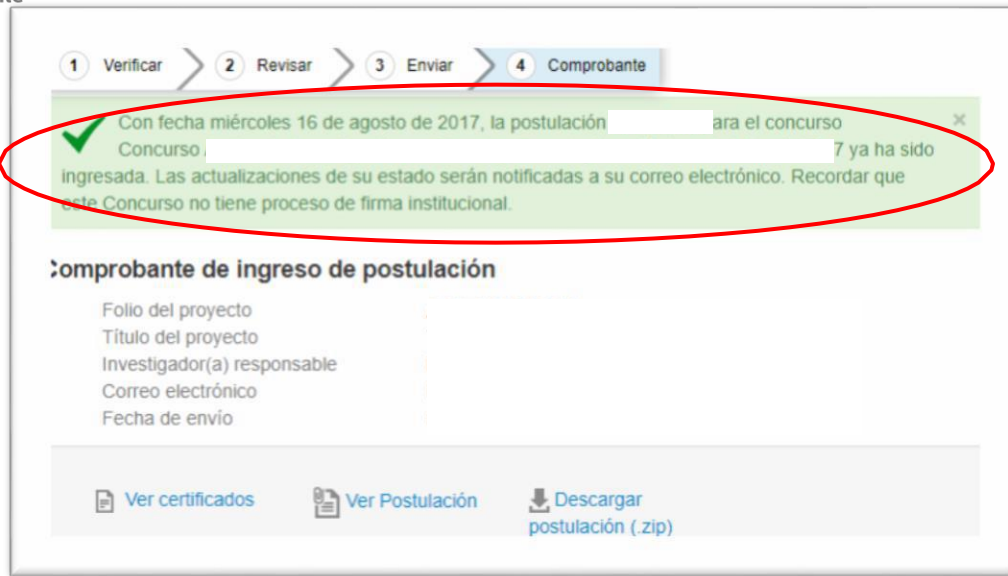 1 Verificar 2 Revisar 3 Enviar 4 Comprobante
Con fecha miércoles 16 de agosto de 2017, la postulación ara el concurso ×
Concurso 7 ya ha sido
ingresada. Las actualizaciones de su estado serán notificadas a su correo electrónico. Recordar que
este Concurso no tiene proceso de firma institucional.
Comprobante de ingreso de postulación
Folio del proyecto
Título del proyecto
Investigador(a) responsable
Correo electrónico
Fecha de envío
Ver certificados Ver Postulación Descargar
postulación (.zip)